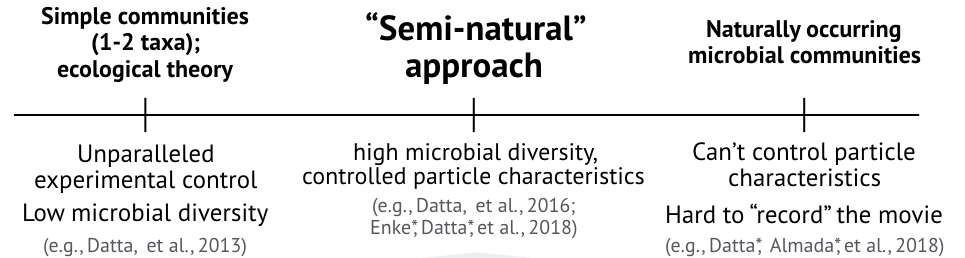 Simple communities
(1-2 taxa);
ecological theory
“Semi-natural”
approach
Naturally occurring
microbial communities
Unparalleled
experimental control
Low microbial diversity
(e.g., Datta, et al., 2013)
high microbial diversity,
controlled particle characteristics
(e.g., Datta, et al., 2016;
Enke*, Datta*, et al., 2018)
Can’t control particle
characteristics
Hard to “record” the movie
(e.g., Datta*, Almada*, et al., 2018)